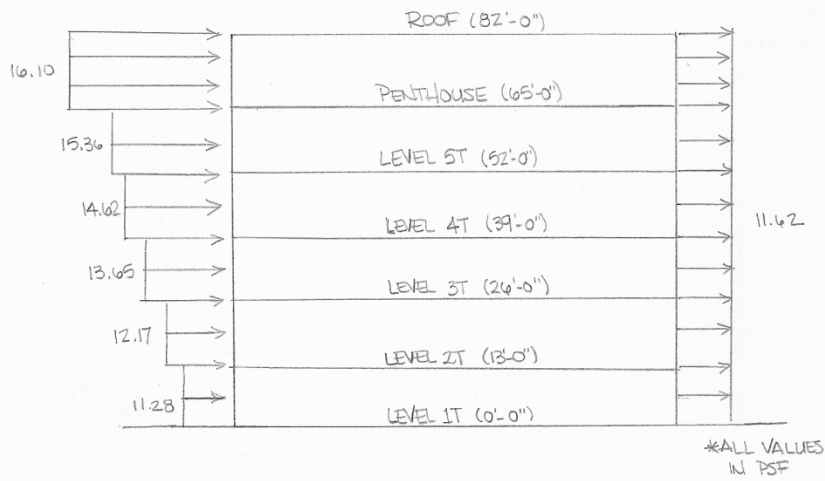 ROOF (82'-0")
16.10
PENTHOUSE (65'-0")
15.36
LEVEL 5T (52'-0")
14.62
LEVEL 4T (39'-0")
11.62
13.65
LEVEL 3T (26'-0")
12.17
LEVEL 2T (13'-0")
11.28
LEVEL 1T (0'-0")
*ALL VALUES
IN PSF